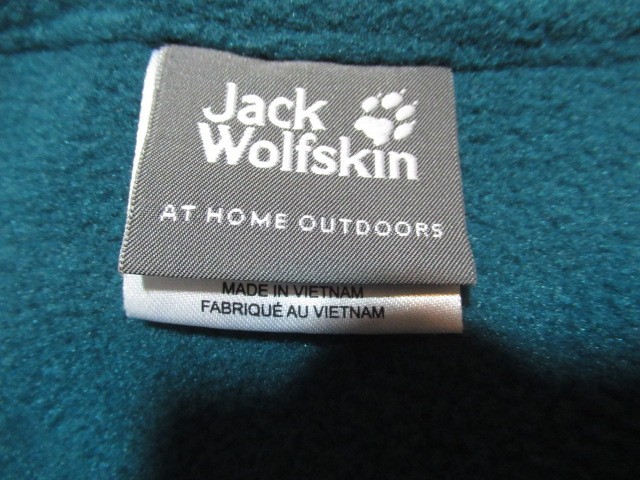 Jack
Wolfskin
AT HOME OUTDOORS
MADE IN VIETNAM
FABRIQUÉ AU VIETNAM